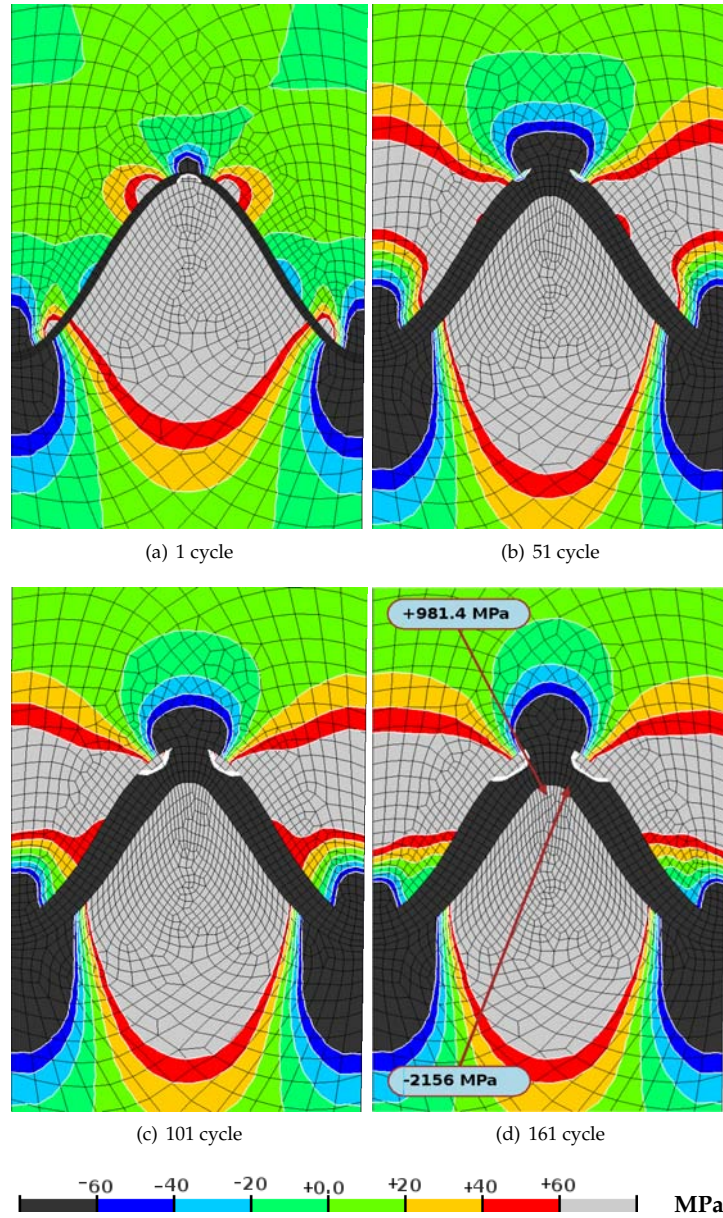 (a) 1 cycle
(b) 51 cycle
+981.4 MPa
-2156 MPa
(c) 101 cycle
(d) 161 cycle
-60 -40 -20 +0.0 +20 +40 +60
MPa